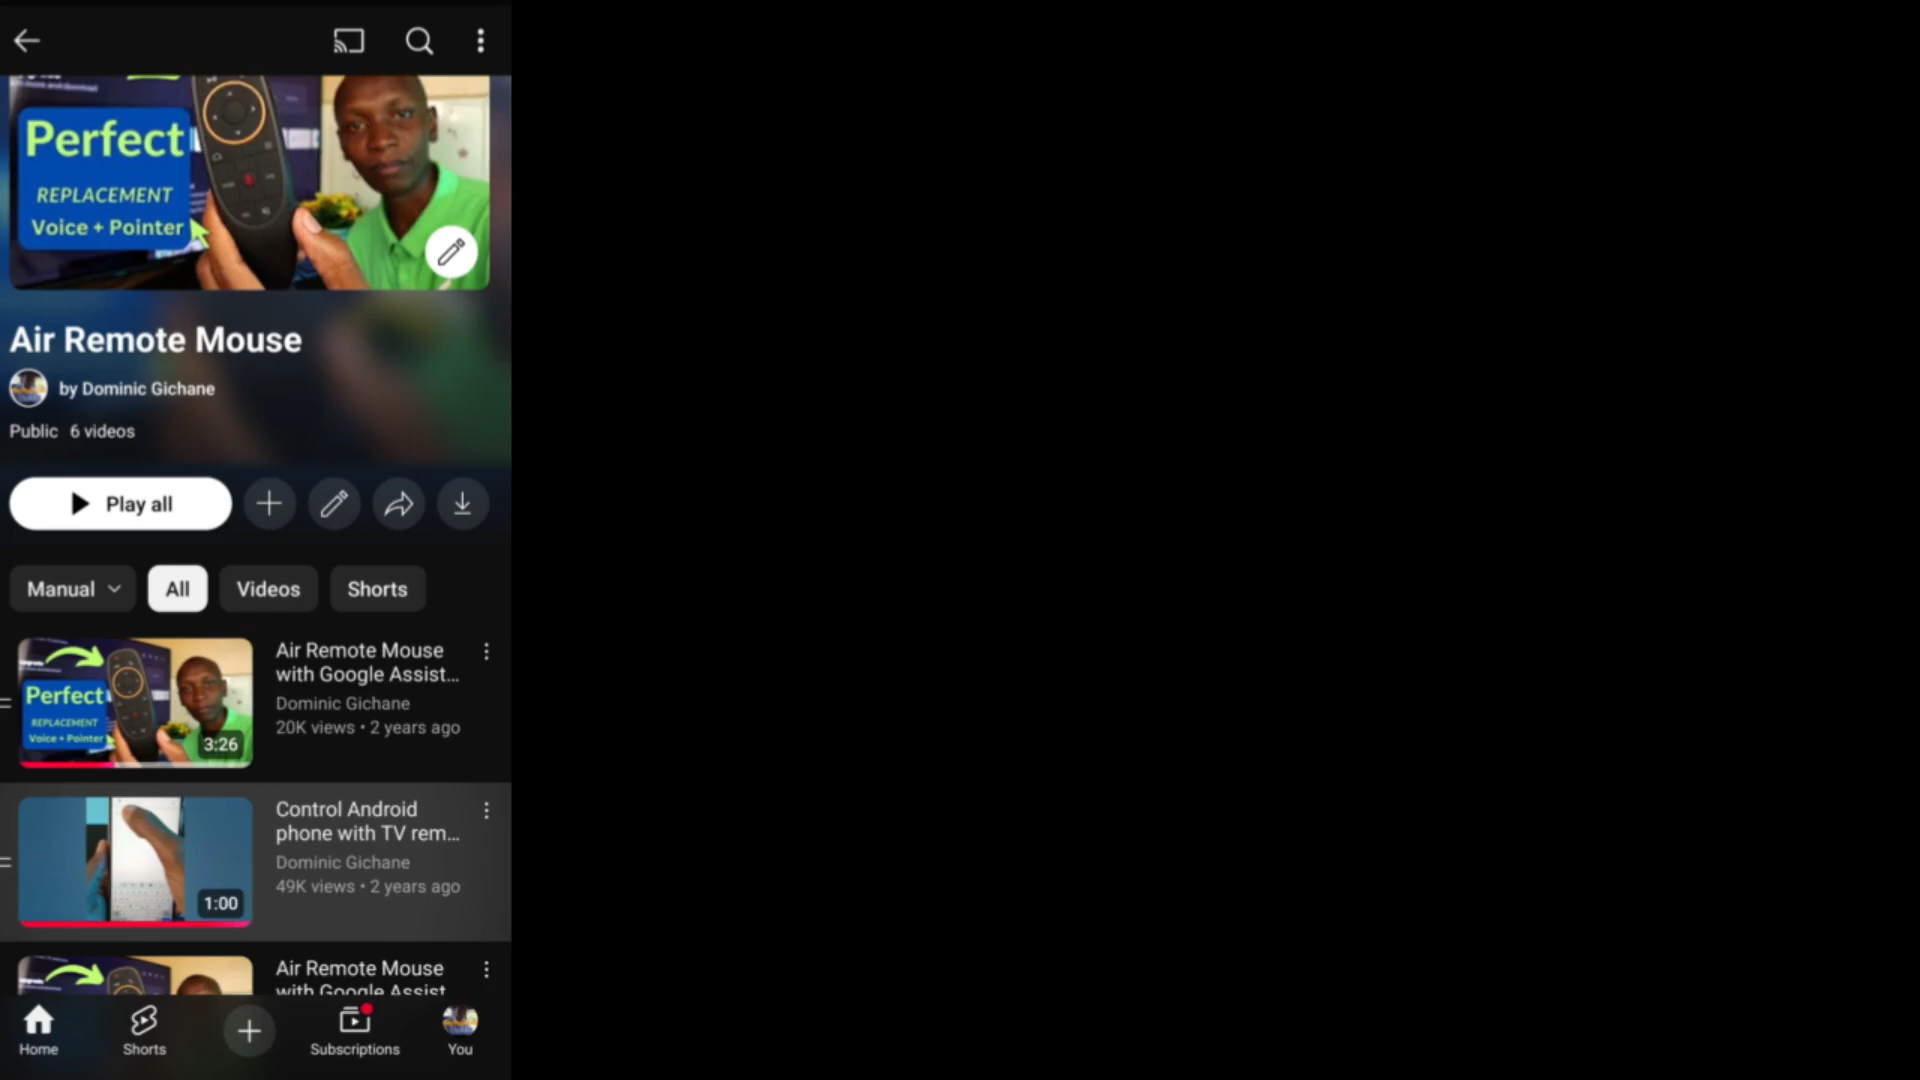 Perfect
REPLACEMENT
Voice + Pointer
Air Remote Mouse
by Dominic Gichane
Public 6 videos
Play all
Manual
All
Videos
Shorts
Perfect
REPLACEMENT
Voice + Pointer
3:26
Air Remote Mouse
with Google Assist...
Dominic Gichane
20K views • 2 years ago
1:00
Control Android
phone with TV rem...
Dominic Gichane
49K views • 2 years ago
Air Remote Mouse
with Google Assist
Home
Shorts
Subscriptions
You